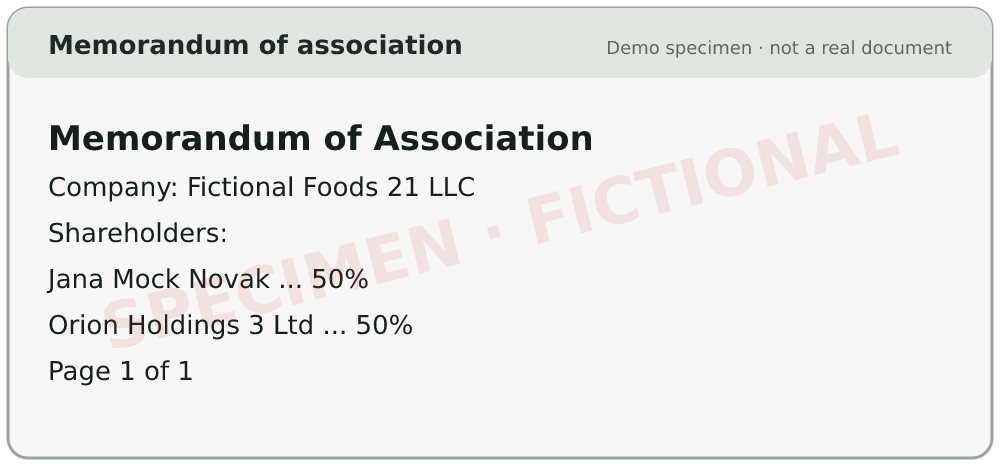 Memorandum of association
Demo specimen · not a real document
Memorandum of Association
Company: Fictional Foods 21 LLC
Shareholders:
Jana Mock Novak ... 50%
Orion Holdings 3 Ltd ... 50%
Page 1 of 1
SPECIMEN · FICTIONAL